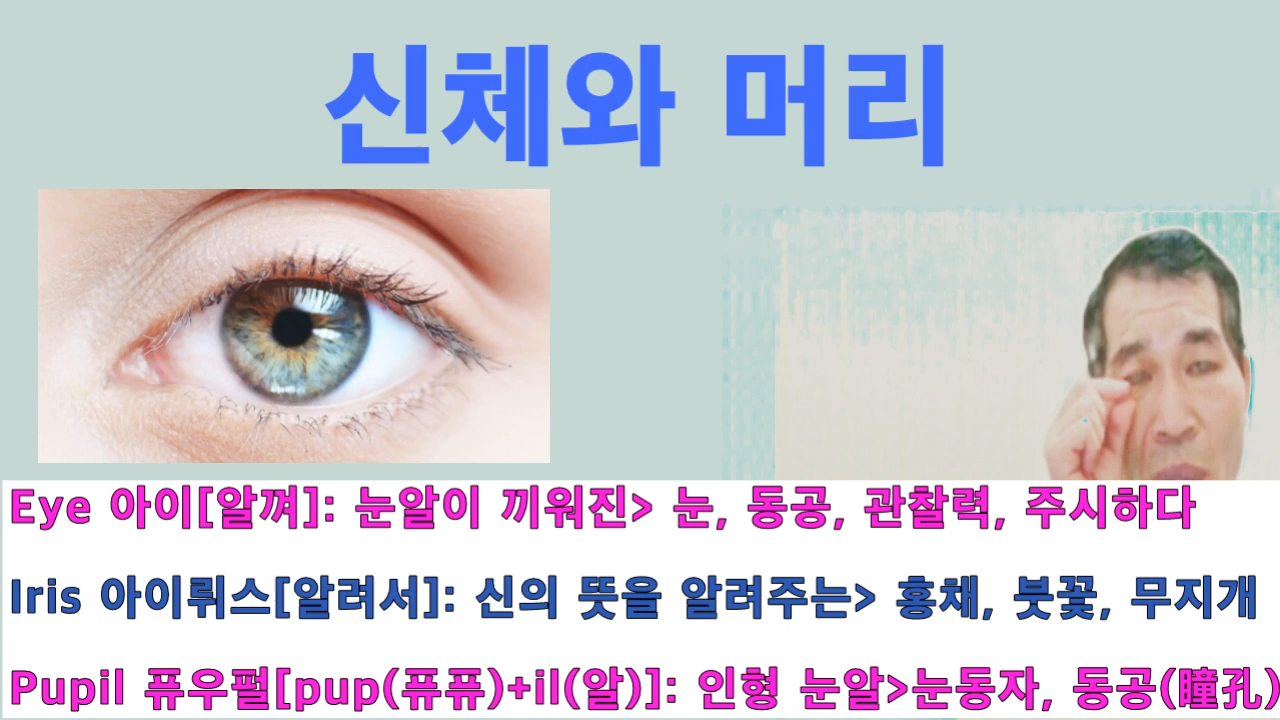 신체와 머리
Eye 아이[알껴]: 눈알이 끼워진> 눈, 동공, 관찰력, 주시하다
Iris 아이뤼스[알려서]: 신의 뜻을 알려주는> 홍채, 붓꽃, 무지개
Pupil 퓨우펄[pup(퓨퓨)+il(알)]: 인형 눈알>눈동자, 동공(瞳孔)